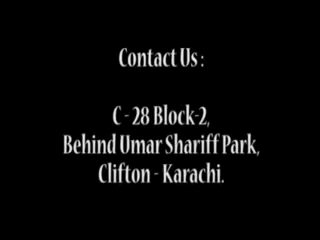 Contact Us :
C - 28 Block-2,
Behind Umar Shariff Park,
Clifton - Karachi.